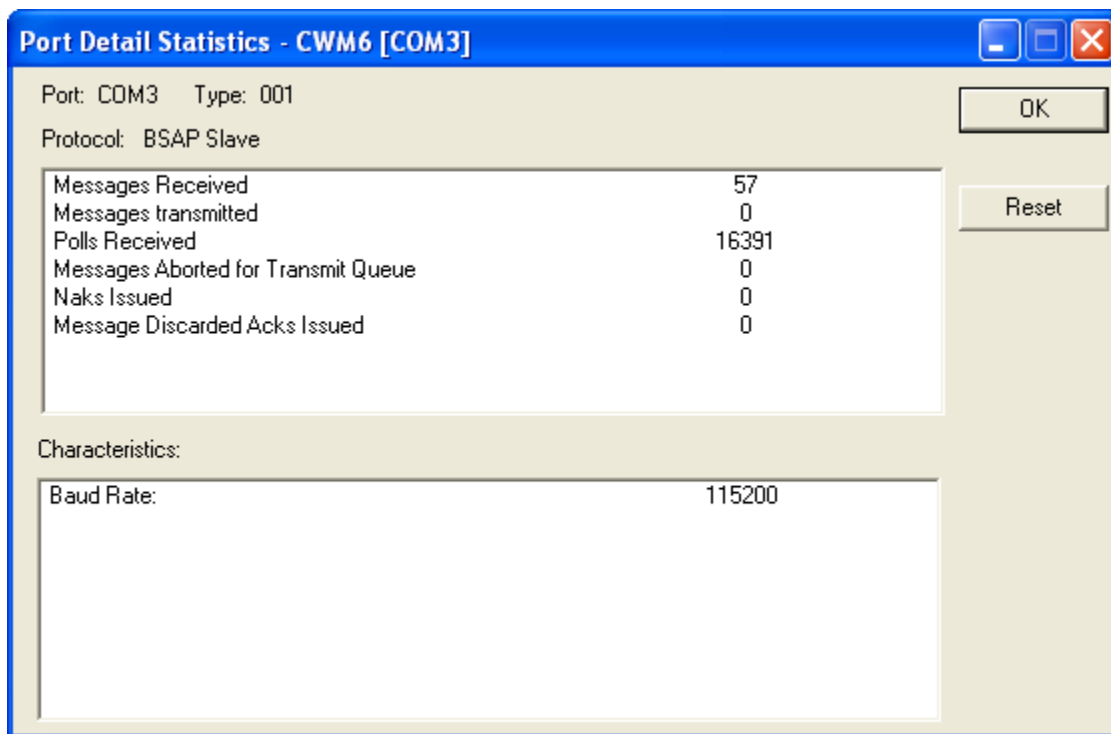 Port Detail Statistics - CWM6 [COM3]
Port: COM3 Type: 001
OK
Protocol: BSAP Slave
Messages Received 57
Messages transmitted 0
Reset
Polls Received 16391
Messages Aborted for Transmit Queue 0
Naks Issued 0
Message Discarded Acks Issued 0
Characteristics:
Baud Rate: 115200